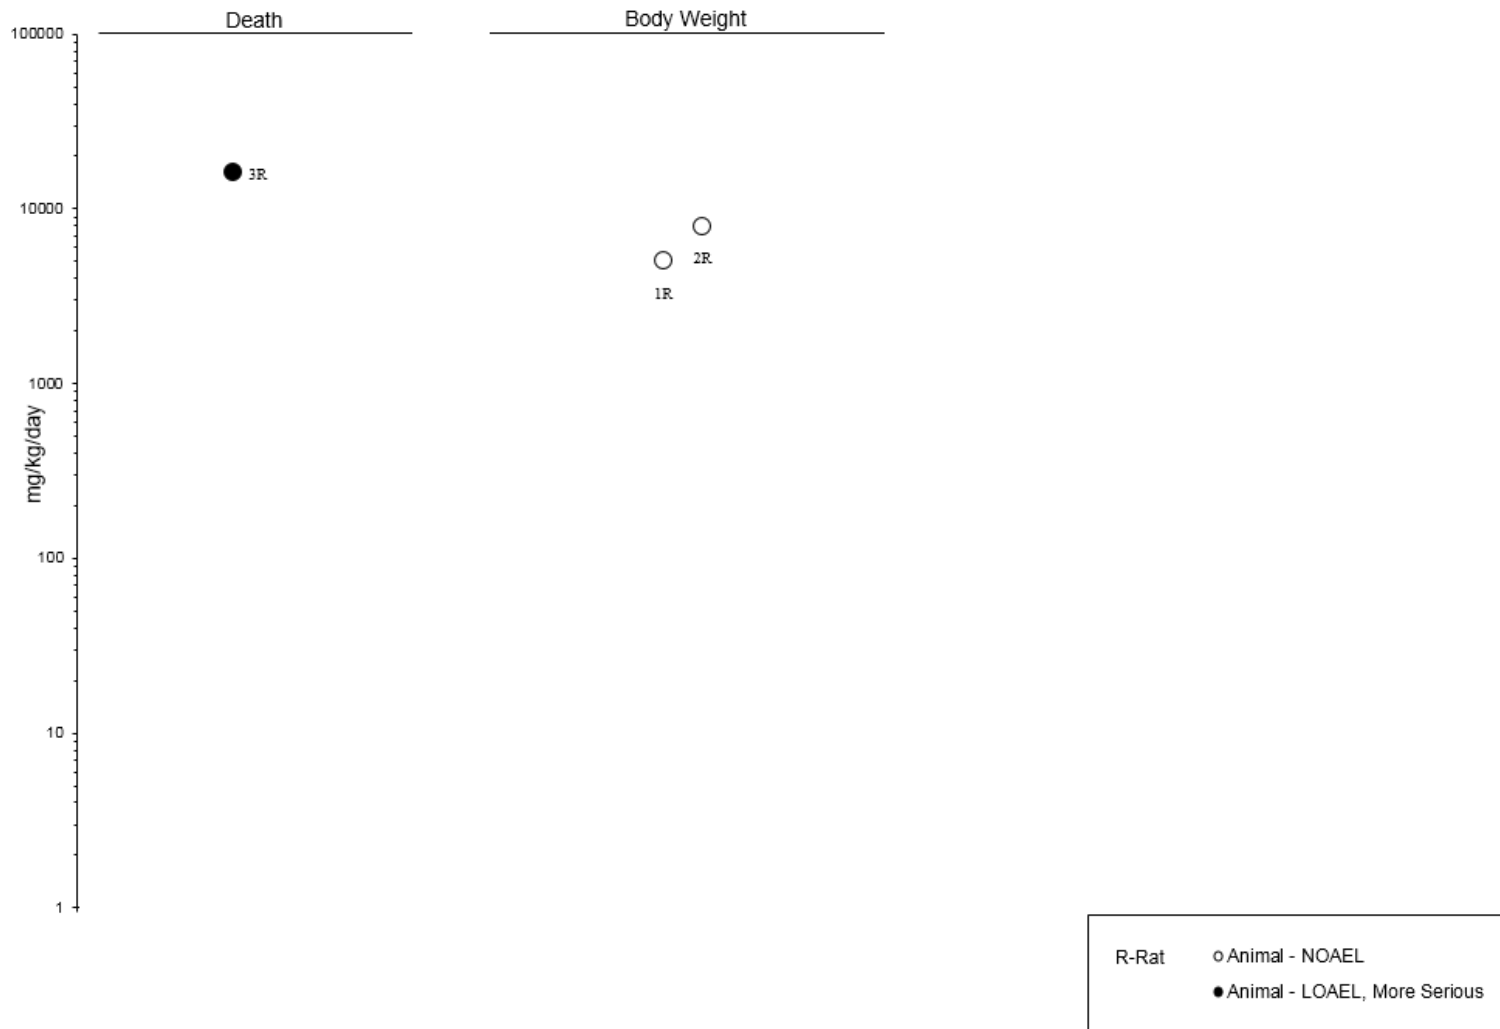 Death
Body Weight
100000
3R
10000
2R
1R
1000
mg/kg/day
100
10
1
R-Rat
Animal - NOAEL
Animal - LOAEL, More Serious